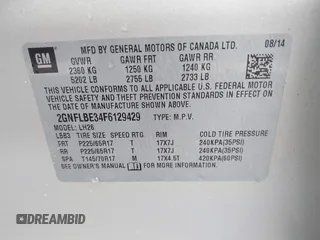 GM
MFD BY GENERAL MOTORS OF CANADA LTD.
08/14
GVWR GAWR FRT GAWR RR
2360 KG 1250 KG 1240 KG
5202 LB 2755 LB 2733 LB
THIS VEHICLE CONFORMS TO ALL APPLICABLE U.S. FEDERAL MOTOR VEHICLE SAFETY AND THEFT PREVENTION STANDARDS IN EFFECT ON THE DATE OF MANUFACTURE SHOWN ABOVE.
2GNFLBE34F6129429 TYPE: M.P.V.
MODEL: LH26
L583 TIRE SIZE SPEED RTG RIM COLD TIRE PRESSURE
FRT P225/65R17 T 17X7J 240KPA(35PSI)
RR P225/65R17 T 17X7J 240KPA(35PSI)
SPA T145/70R17 M 17X4.5T 420KPA(60PSI)
SEE OWNER'S MANUAL FOR ADDITIONAL INFORMATION.
DREAMBID